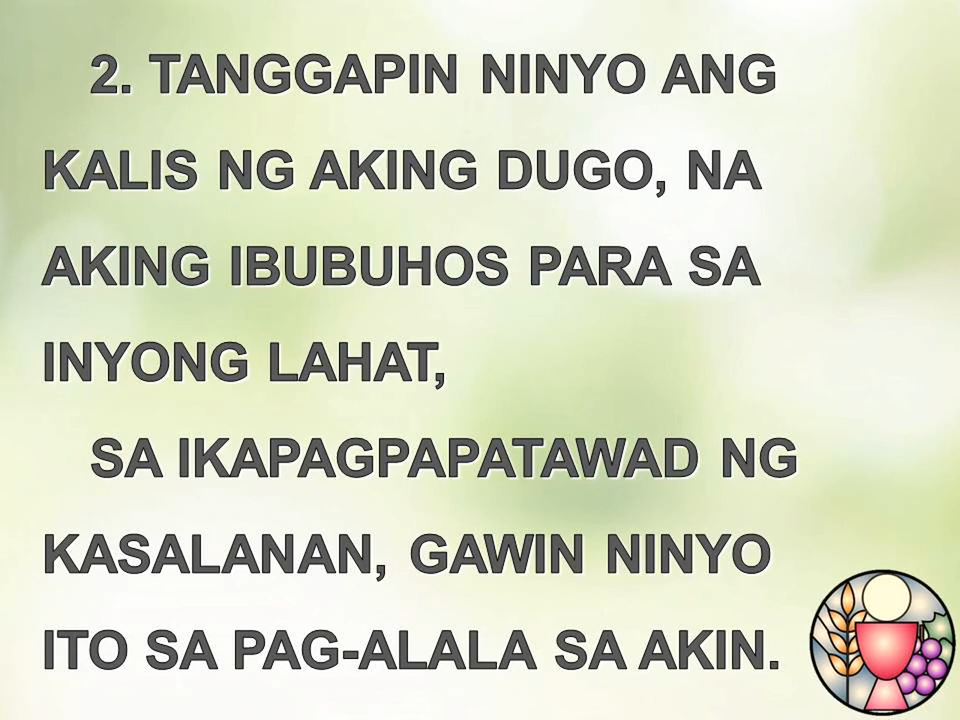 2. TANGGAPIN NINYO ANG
KALIS NG AKING DUGO, NA
AKING IBUBUHOS PARA SA
INYONG LAHAT,
SA IKAPAGPAPATAWAD NG
KASALANAN, GAWIN NINYO
ITO SA PAG-ALALA SA AKIN.